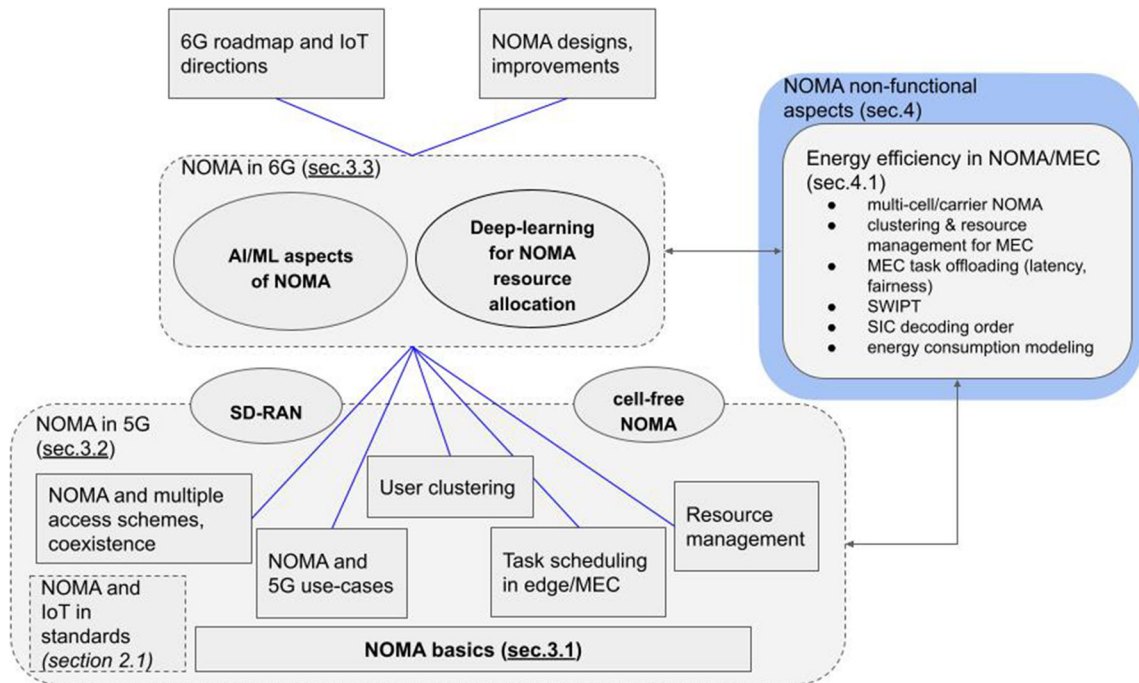 6G roadmap and IoT
directions
NOMA designs,
improvements
NOMA non-functional
aspects (sec.4)
Energy efficiency in NOMA/MEC
(sec.4.1)
● multi-cell/carrier NOMA
● clustering & resource
management for MEC
● MEC task offloading (latency,
fairness)
● SWIPT
● SIC decoding order
● energy consumption modeling
NOMA in 6G (sec.3.3)
AI/ML aspects
of NOMA
Deep-learning
for NOMA
resource
allocation
SD-RAN
cell-free
NOMA
NOMA in 5G
(sec.3.2)
NOMA and multiple
access schemes,
coexistence
User clustering
Resource
management
NOMA and
5G use-cases
Task scheduling
in edge/MEC
NOMA and
IoT in
standards
(section 2.1)
NOMA basics (sec.3.1)